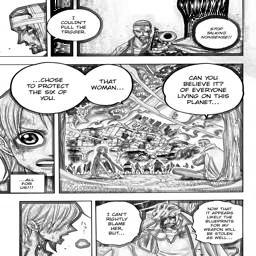 STOP
TALKING
NONSENSE!!
I
COULDN'T
PULL THE
TRIGGER.
CAN YOU
BELIEVE IT?
OF EVERYONE
LIVING ON THIS
PLANET...
THAT
WOMAN...
...CHOSE
TO PROTECT
THE SIX OF
YOU.
...ALL
FOR
US!!!
NOW THAT
IT APPEARS
LIKELY THE
BLUEPRINTS
FOR MY
WEAPON WILL BE
STOLEN AS
WELL...
I CAN'T
RIGHTLY
BLAME
HER,
BUT...